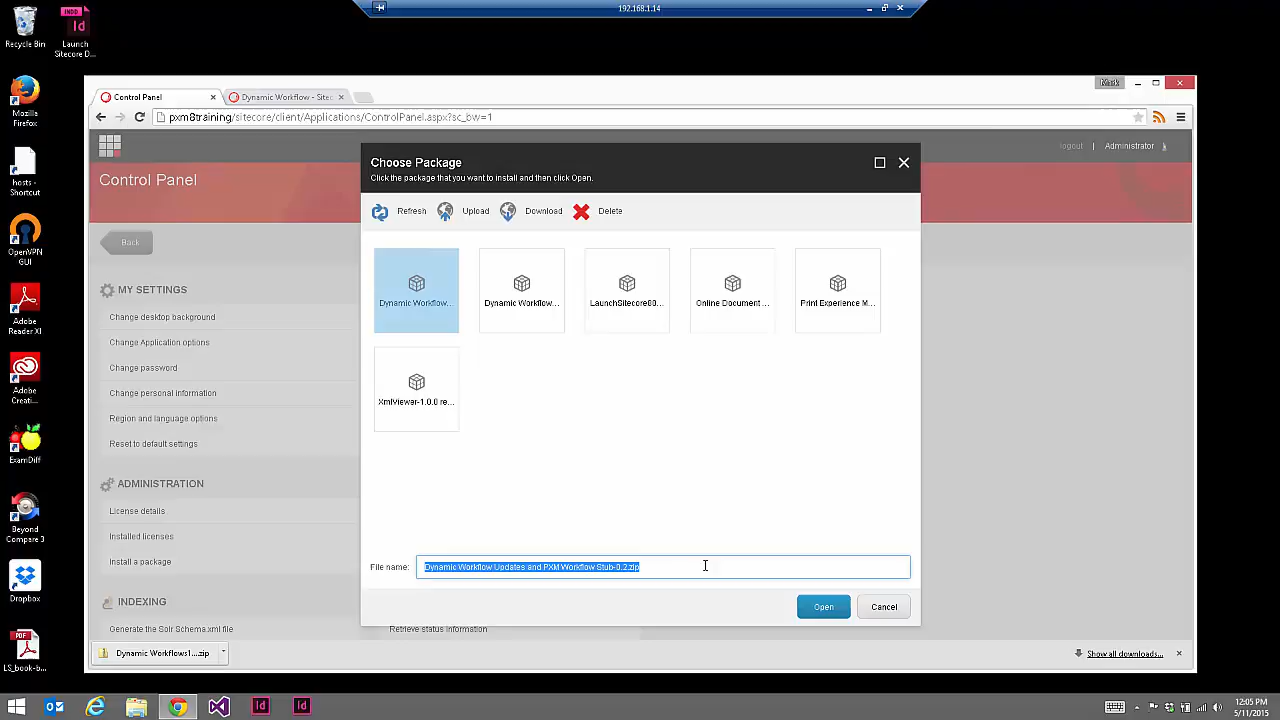 192.168.1.14
Recycle Bin
Launch
Sitecore D...
Mozilla
Firefox
hosts -
Shortcut
OpenVPN
GUI
Adobe
Reader XI
Adobe
Creati...
ExamDiff
Beyond
Compare 3
Dropbox
LS_book-b...
Control Panel
Dynamic Workflow - Sitec
pxm8training/sitecore/client/Applications/ControlPanel.aspx?sc_bw=1
logout | Administrator
Control Panel
Back
MY SETTINGS
Change desktop background
Change Application options
Change password
Change personal information
Region and language options
Reset to default settings
ADMINISTRATION
License details
Installed licenses
Install a package
INDEXING
Generate the Solr Schema.xml file
Retrieve status information
Choose Package
Click the package that you want to install and then click Open.
Refresh
Upload
Download
Delete
Dynamic Workflow...
Dynamic Workflow...
LaunchSitecore80...
Online Document ...
Print Experience M...
XmlViewer-1.0.0 re...
File name:
Dynamic Workflow Updates and PXM Workflow Stub-0.2.zip
Open
Cancel
Dynamic Workflows1....zip
Show all downloads...
12:05 PM
5/11/2015